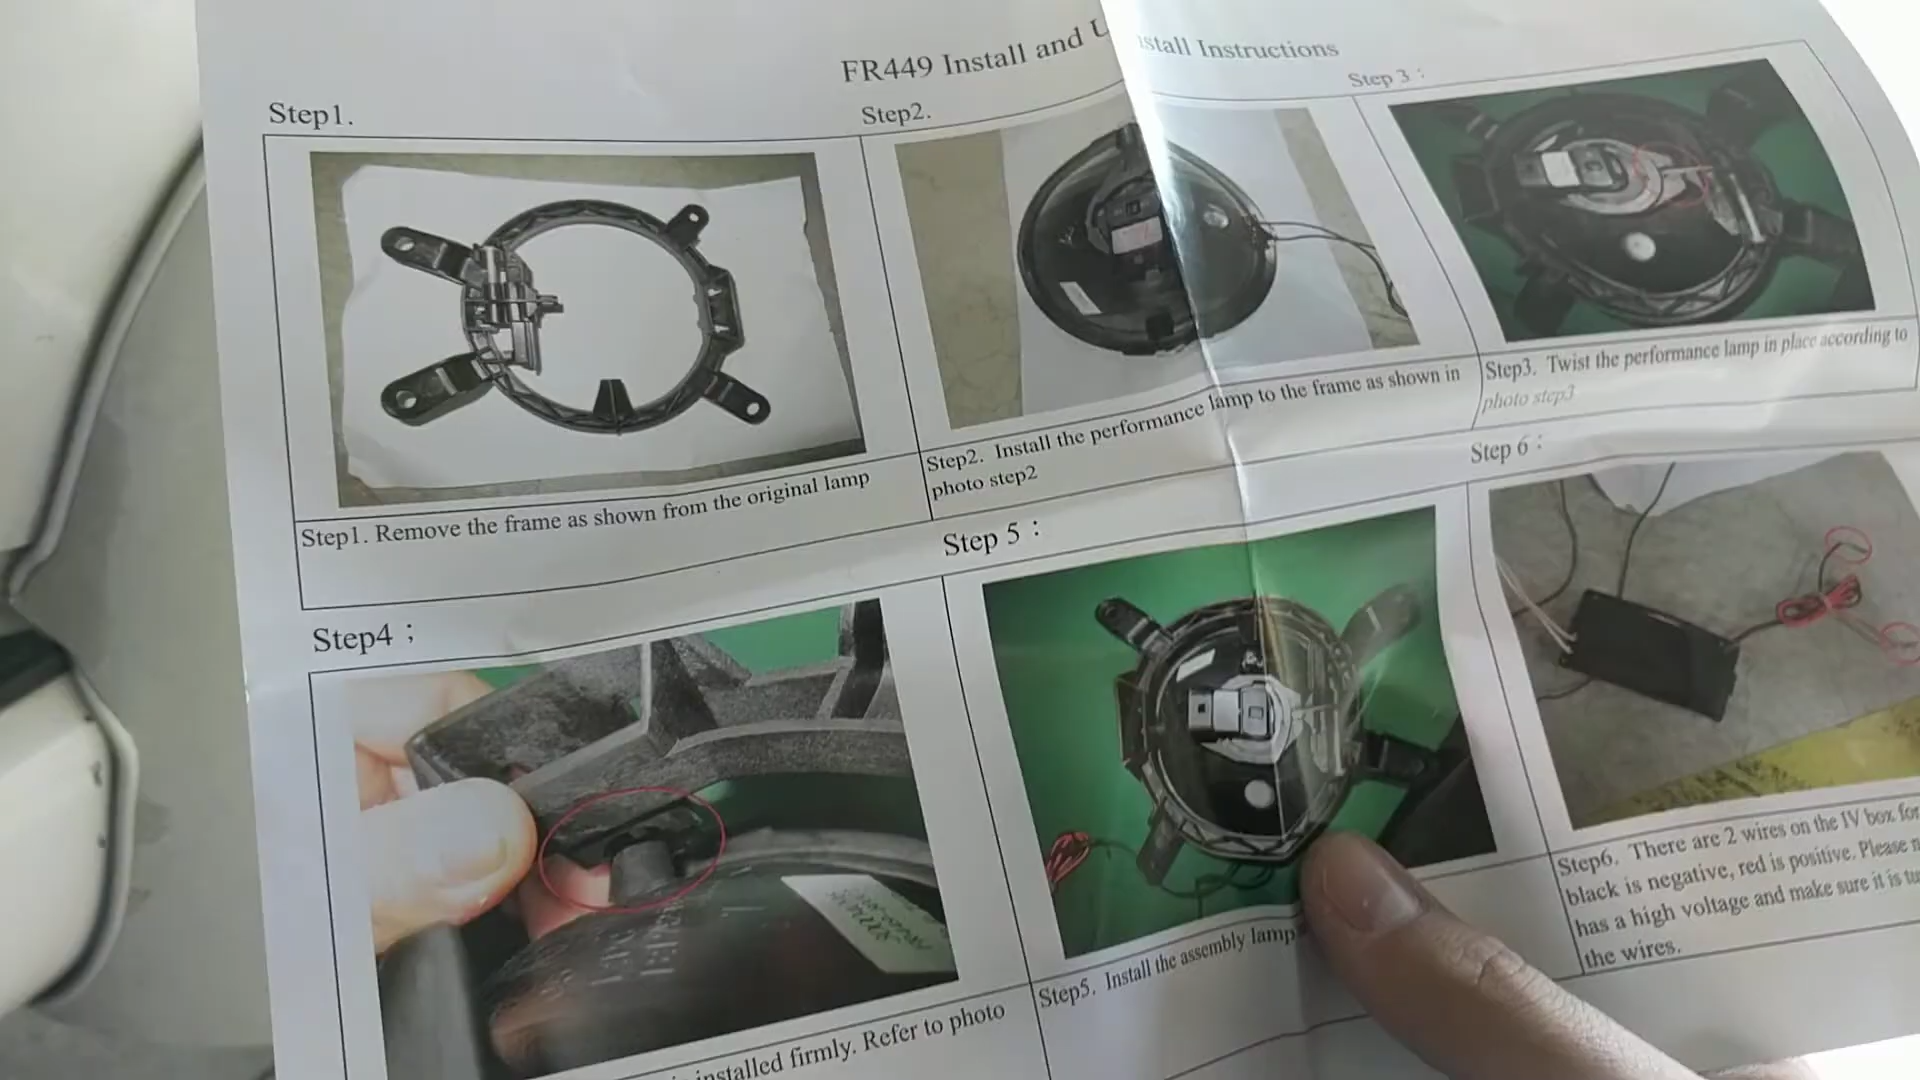 FR449 Install and U stall Instructions
Step1.
Step2.
Step 3：
Step1. Remove the frame as shown from the original lamp
Step2. Install the performance lamp to the frame as shown in
photo step2
Step3. Twist the performance lamp in place according to
photo step3
Step4；
Step 5：
Step 6：
installed firmly. Refer to photo
Step5. Install the assembly lamp
Step6. There are 2 wires on the IV box for
black is negative, red is positive. Please
has a high voltage and make sure it is
the wires.